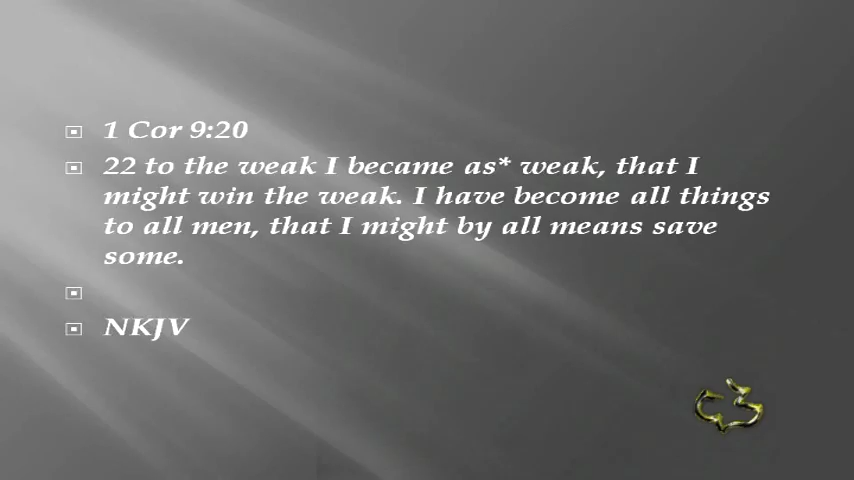 1 Cor 9:20
22 to the weak I became as* weak, that I
might win the weak. I have become all things
to all men, that I might by all means save
some.
NKJV